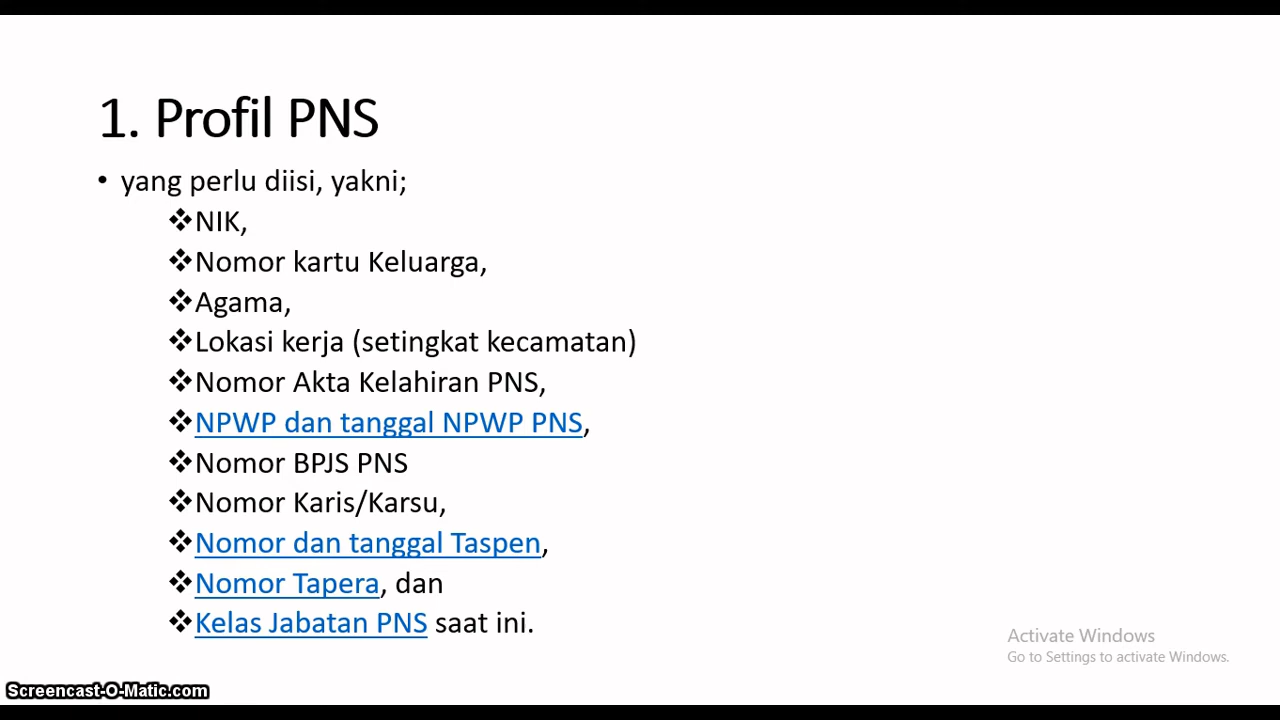 1. Profil PNS
• yang perlu diisi, yakni;
❖NIK,
❖Nomor kartu Keluarga,
❖Agama,
❖Lokasi kerja (setingkat kecamatan)
❖Nomor Akta Kelahiran PNS,
❖NPWP dan tanggal NPWP PNS,
❖Nomor BPJS PNS
❖Nomor Karis/Karsu,
❖Nomor dan tanggal Taspen,
❖Nomor Tapera, dan
❖Kelas Jabatan PNS saat ini.
Activate Windows
Go to Settings to activate Windows.
Screencast-O-Matic.com